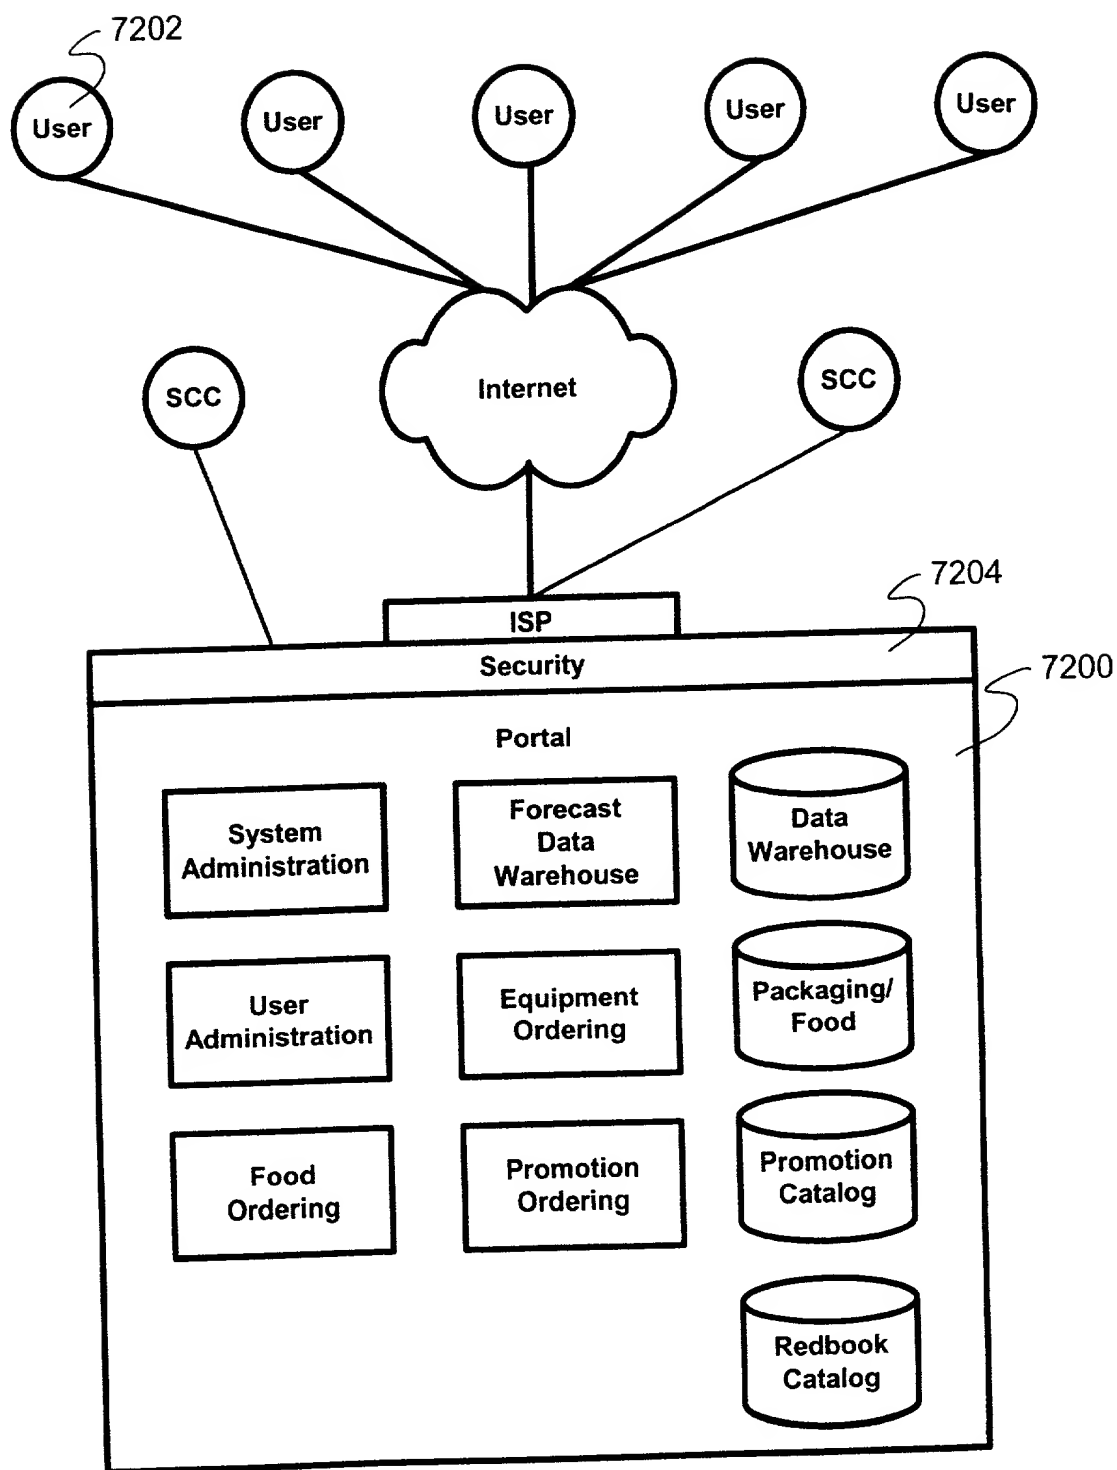 7202
User
User
User
User
User
SCC
Internet
SCC
ISP
7204
Security
7200
Portal
System
Administration
Forecast
Data
Warehouse
Data
Warehouse
User
Administration
Equipment
Ordering
Packaging/
Food
Food
Ordering
Promotion
Ordering
Promotion
Catalog
Redbook
Catalog